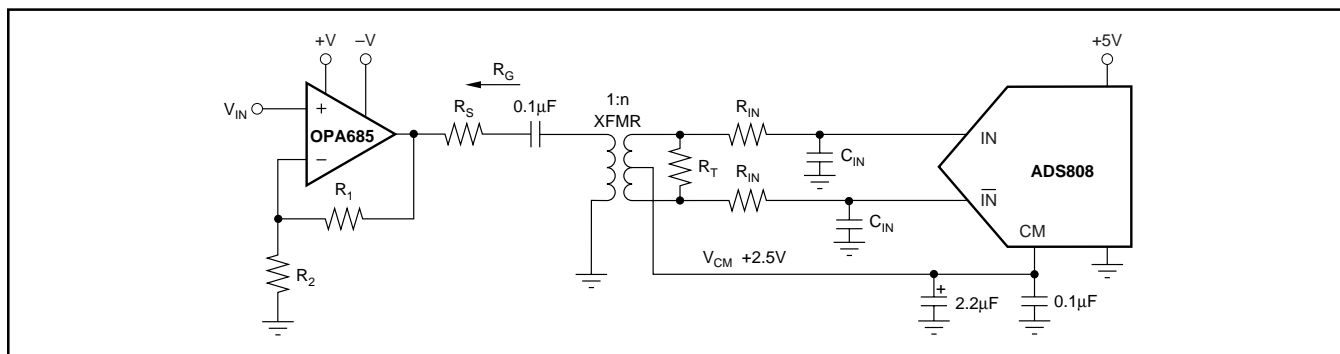 +V
–V
+5V
R_G
1:n
XFMR
V_IN
+
–
OPA685
R_S
0.1µF
R_IN
IN
C_IN
R_T
ADS808
R_1
R_IN
I̅N̅
C_IN
CM
R_2
V_CM +2.5V
+
2.2µF
0.1µF